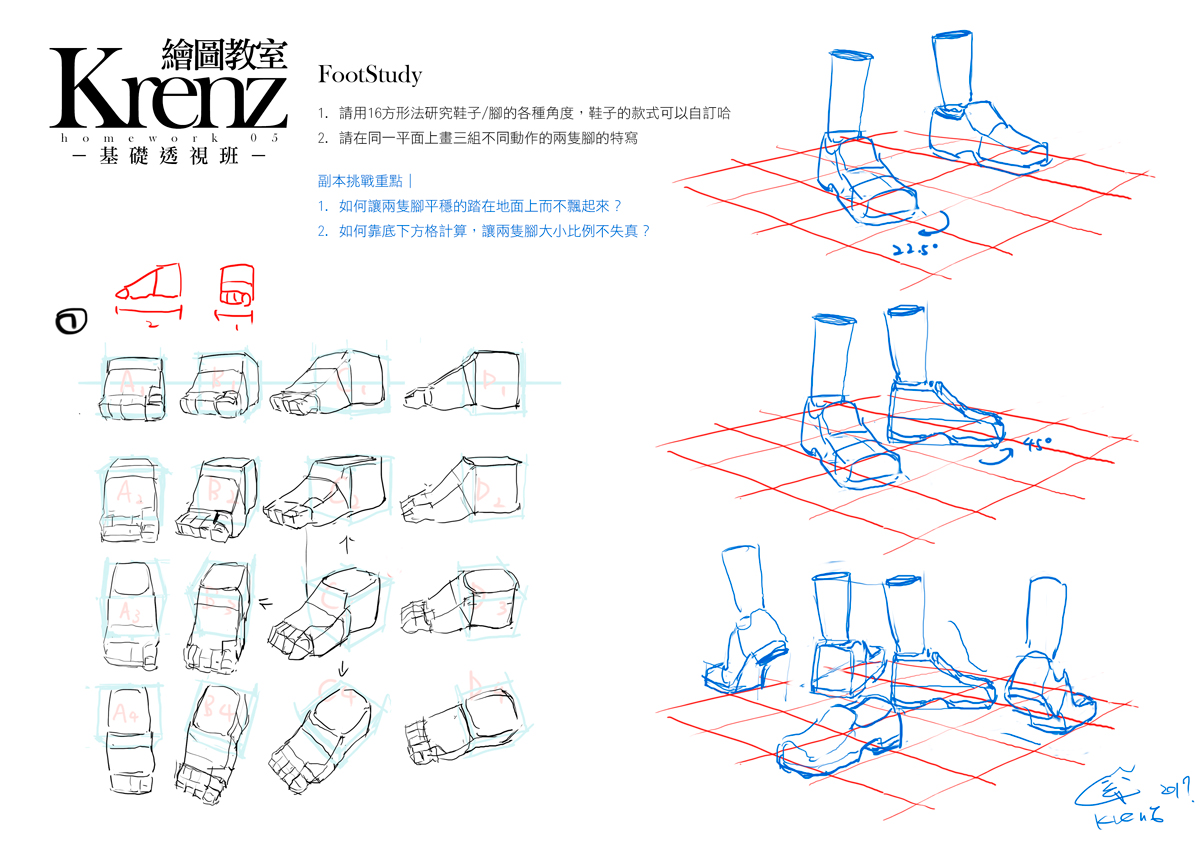 繪圖教室
Krenz
homework 05
－基礎透視班－
FootStudy
1. 請用16方形法研究鞋子/腳的各種角度，鞋子的款式可以自訂哈
2. 請在同一平面上畫三組不同動作的兩隻腳的特寫
副本挑戰重點｜
1. 如何讓兩隻腳平穩的踏在地面上而不飄起來？
2. 如何靠底下方格計算，讓兩隻腳大小比例不失真？
22.5°
2
1
①
A1 B1 C1 D1
45°
A2 B2 C2 D2
A3 B3 C3 D3
A4 B4 C4 D4
2017.
Krenz